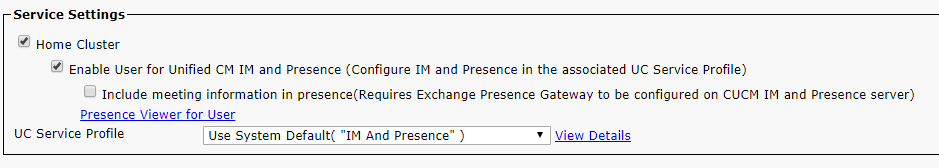 Service Settings
Home Cluster
Enable User for Unified CM IM and Presence (Configure IM and Presence in the associated UC Service Profile)
Include meeting information in presence(Requires Exchange Presence Gateway to be configured on CUCM IM and Presence server)
Presence Viewer for User
UC Service Profile Use System Default( "IM And Presence" ) View Details